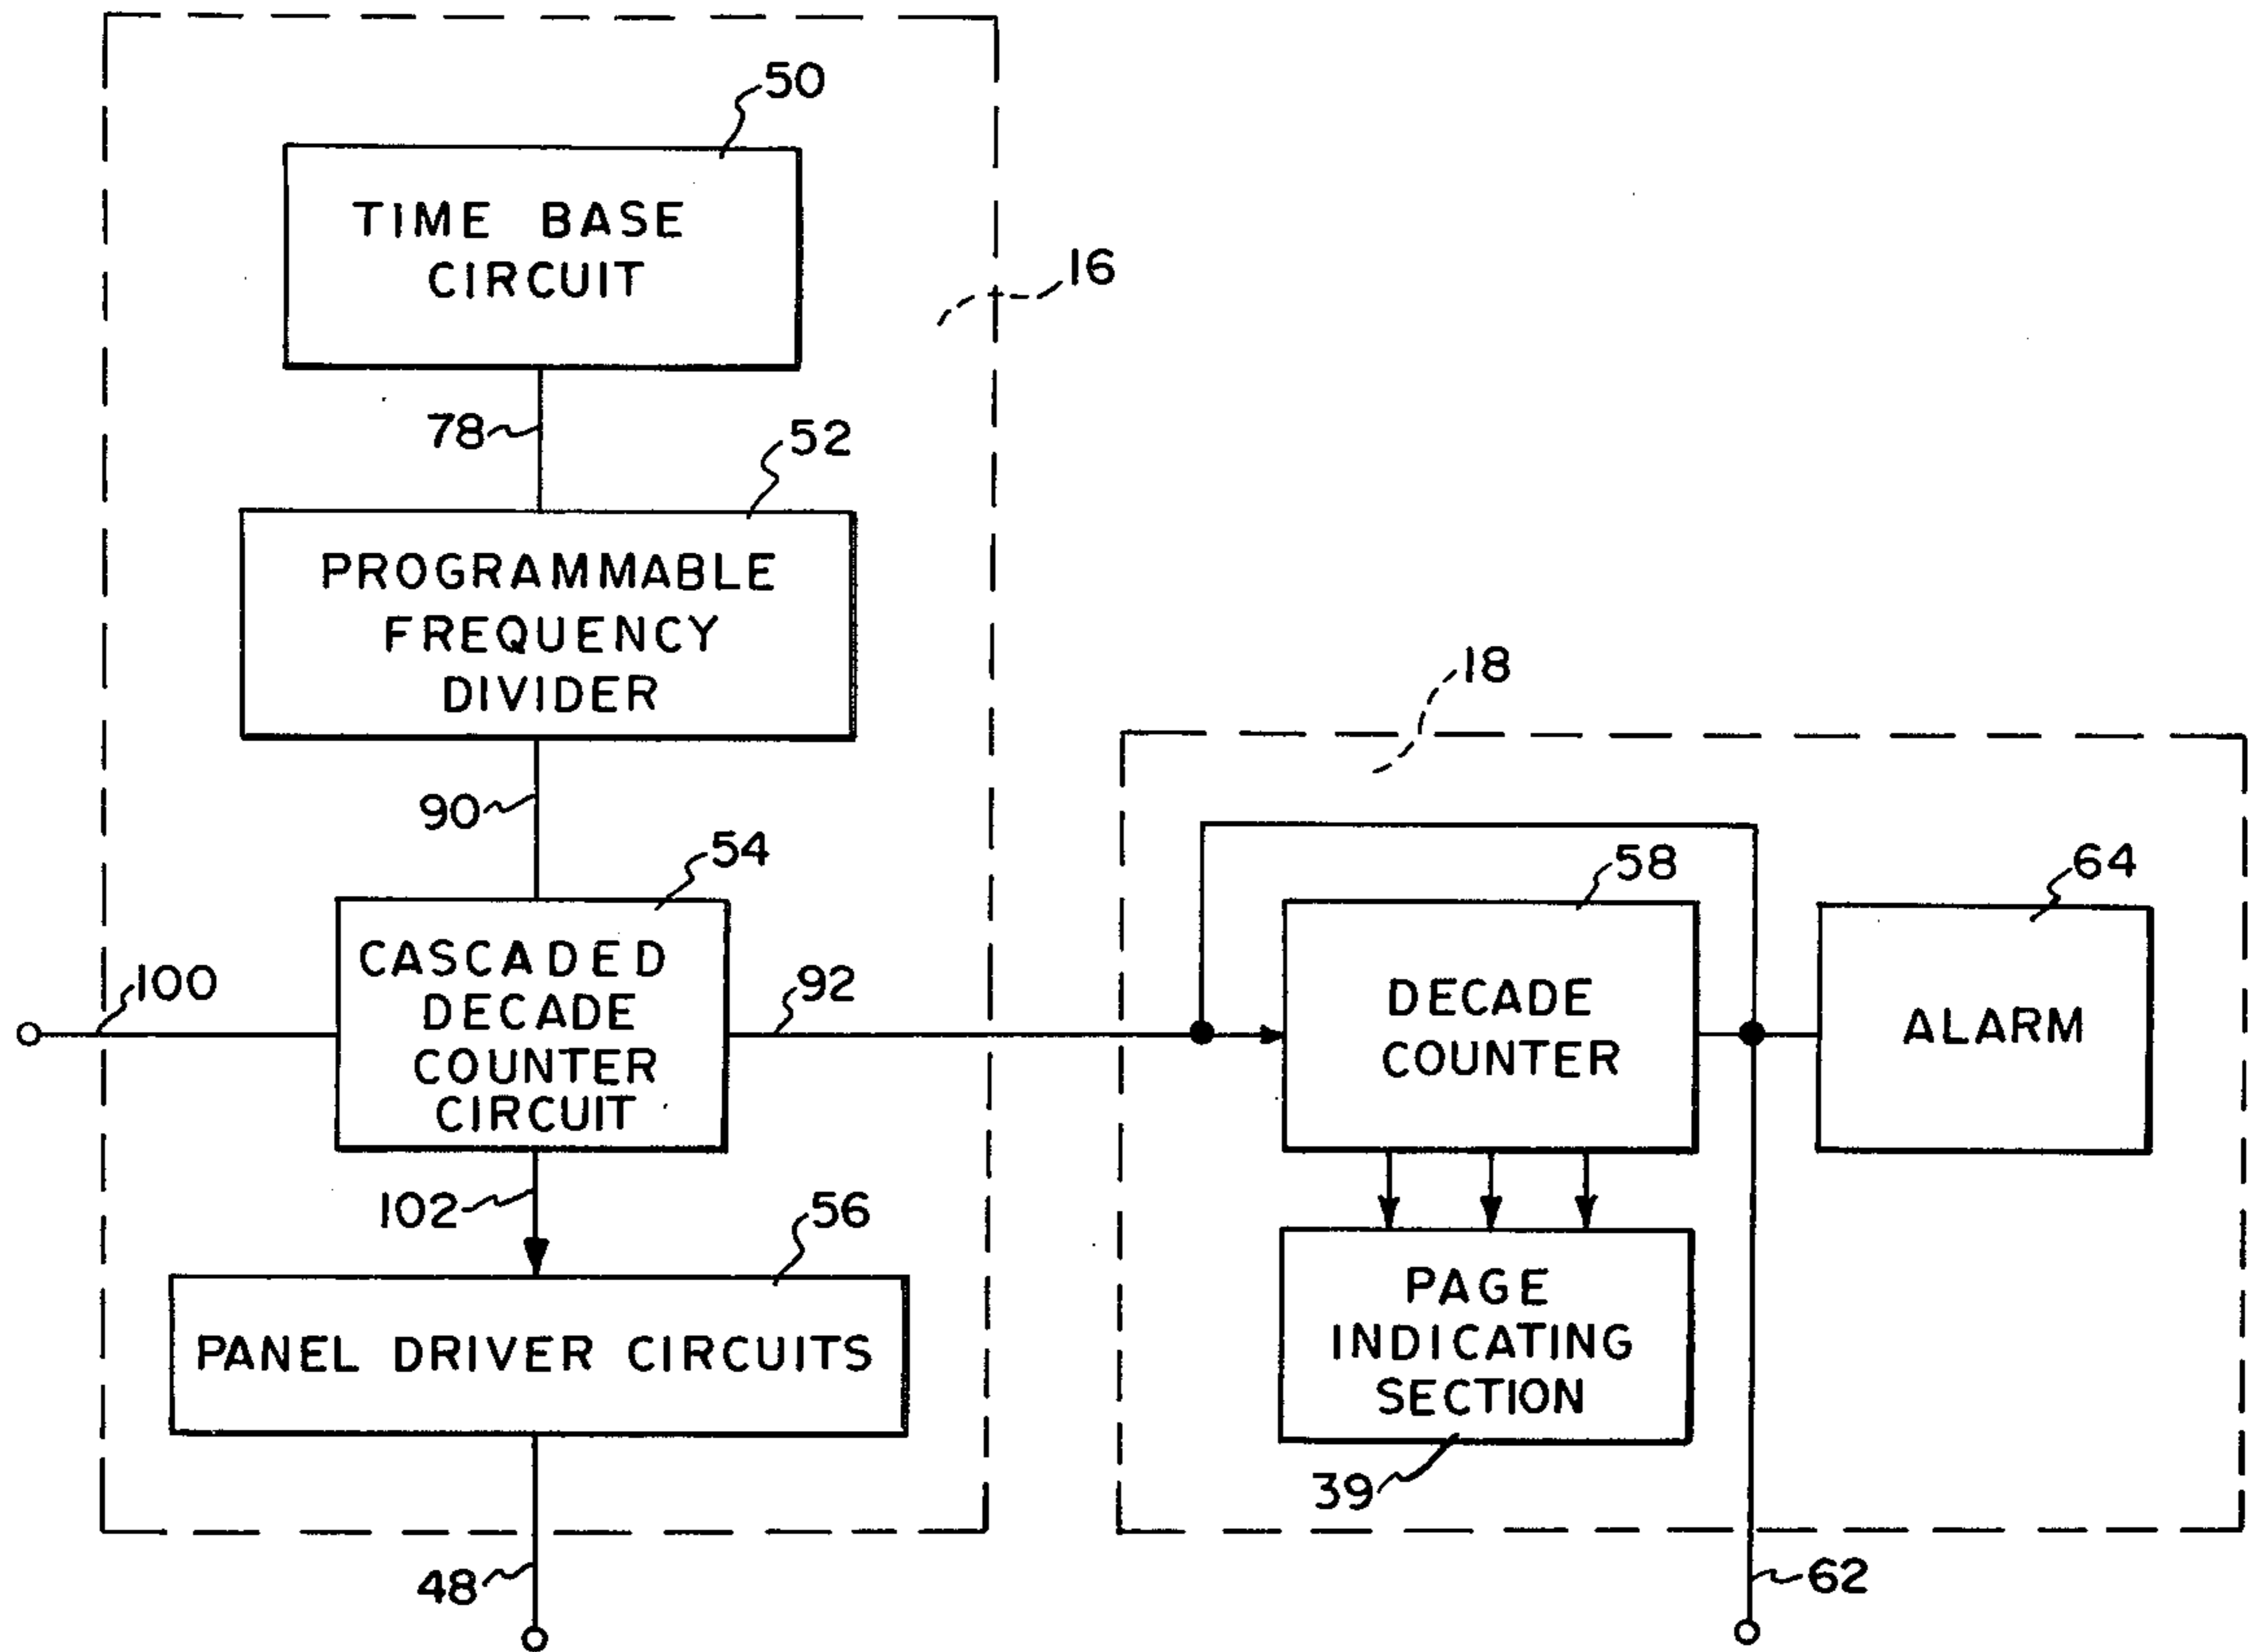 50
TIME BASE
CIRCUIT
16
78
52
PROGRAMMABLE
FREQUENCY
DIVIDER
18
90
54
58
64
CASCADED
DECADE
COUNTER
CIRCUIT
100
92
DECADE
COUNTER
ALARM
102
56
PANEL DRIVER CIRCUITS
PAGE
INDICATING
SECTION
39
48
62